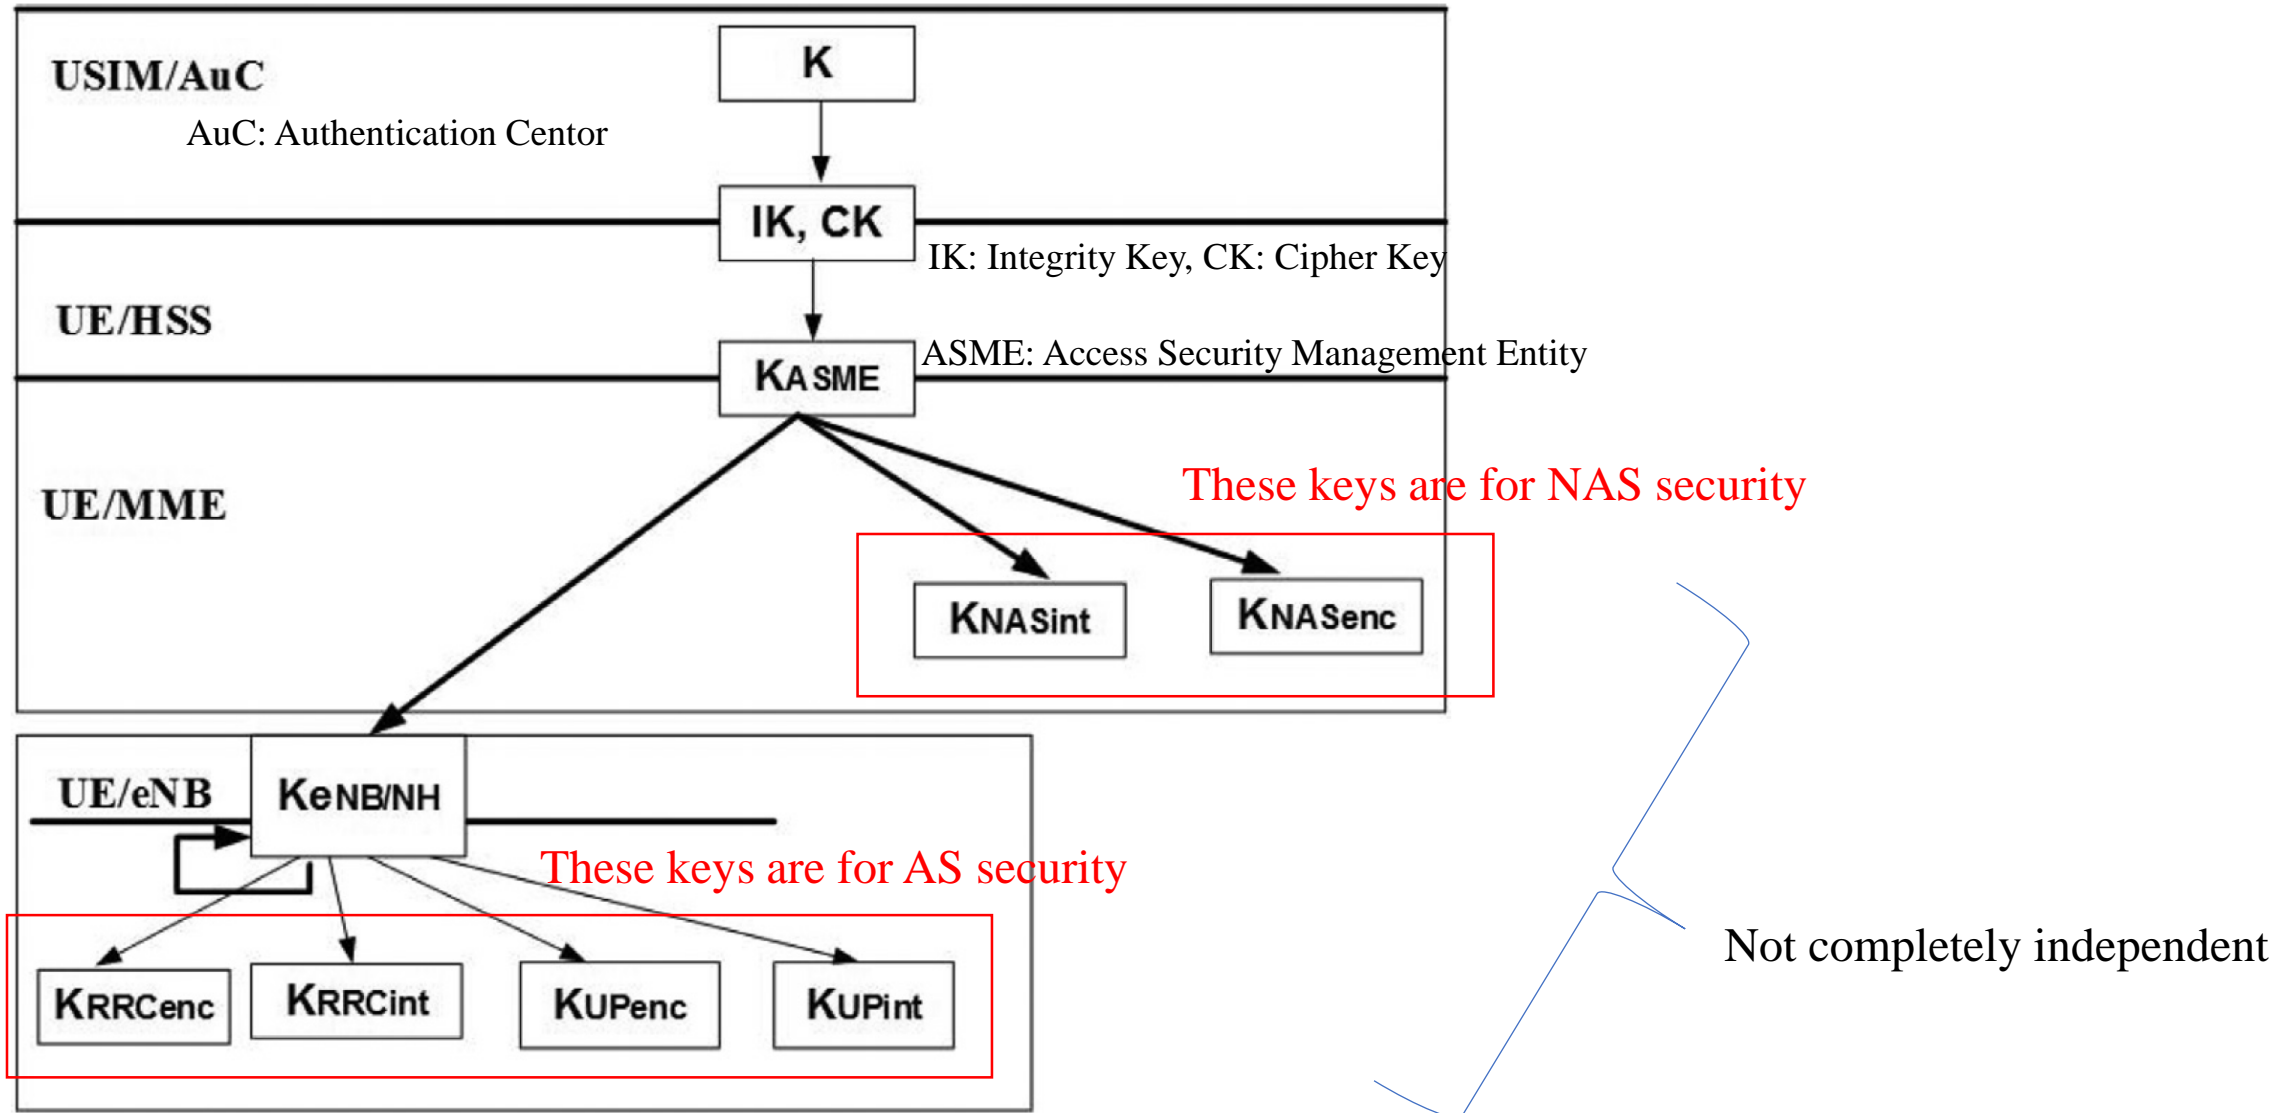 USIM/AuC
K
AuC: Authentication Centor
IK, CK
IK: Integrity Key, CK: Cipher Key
UE/HSS
ASME: Access Security Management Entity
KASME
These keys are for NAS security
UE/MME
KNASint
KNASenc
UE/eNB
KeNB/NH
These keys are for AS security
Not completely independent
KRRCenc
KRRCint
KUPenc
KUPint